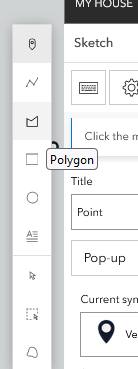 MY HOUSE
Sketch
Click the m
Polygon
Title
Point
Pop-up
Current sym
Ve